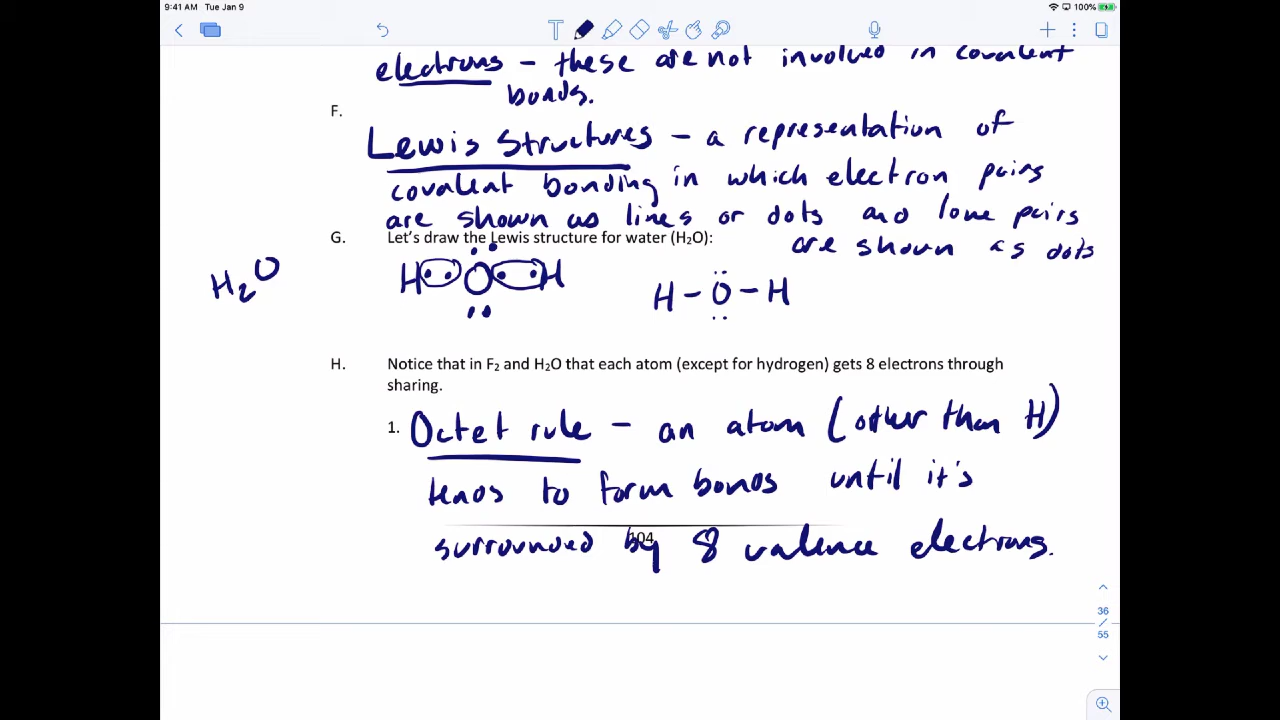 9:41 AM Tue Jan 9
100%
electrons – these are not involved in covalent
bonds.
F.
Lewis Structures – a representation of
covalent bonding in which electron pairs
are shown as lines or dots and lone pairs
are shown as dots
G. Let's draw the Lewis structure for water (H₂O):
H₂O
H : O : H
H – O – H
H. Notice that in F₂ and H₂O that each atom (except for hydrogen) gets 8 electrons through
sharing.
1. Octet rule – an atom (other than H)
tends to form bonds until it's
104
surrounded by 8 valence electrons.
36
55